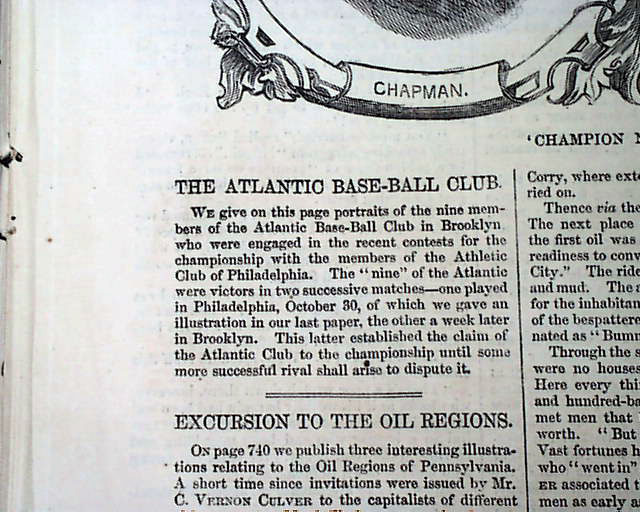 CHAPMAN.
'CHAMPION
THE ATLANTIC BASE-BALL CLUB.
WE give on this page portraits of the nine mem-
bers of the Atlantic Base-Ball Club in Brooklyn
who were engaged in the recent contests for the
championship with the members of the Athletic
Club of Philadelphia. The "nine" of the Atlantic
were victors in two successive matches—one played
in Philadelphia, October 30, of which we gave an
illustration in our last paper, the other a week later
in Brooklyn. This latter established the claim of
the Atlantic Club to the championship until some
more successful rival shall arise to dispute it.
EXCURSION TO THE OIL REGIONS.
ON page 740 we publish three interesting illustra-
tions relating to the Oil Regions of Pennsylvania.
A short time since invitations were issued by Mr.
C. VERNON CULVER to the capitalists of different
Corry, where exte
ried on.
Thence via the
The next place
the first oil was
readiness to conv
City." The ride
and mud. The
for the inhabitan
of the bespattere
nated as "Bumm
Through the s
were no houses
Here every thi
and hundred-ba
met men that
worth. "But
Vast fortunes h
who "went in"
ER associated t
men as early a